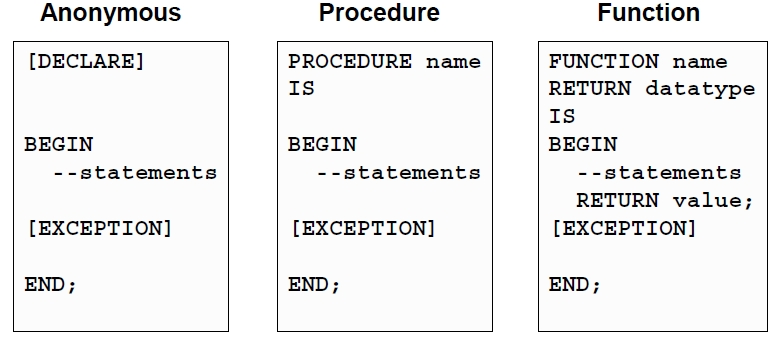 Anonymous
[DECLARE]
BEGIN
--statements
[EXCEPTION]
END;
Procedure
PROCEDURE name
IS
BEGIN
--statements
[EXCEPTION]
END;
Function
FUNCTION name
RETURN datatype
IS
BEGIN
--statements
RETURN value;
[EXCEPTION]
END;